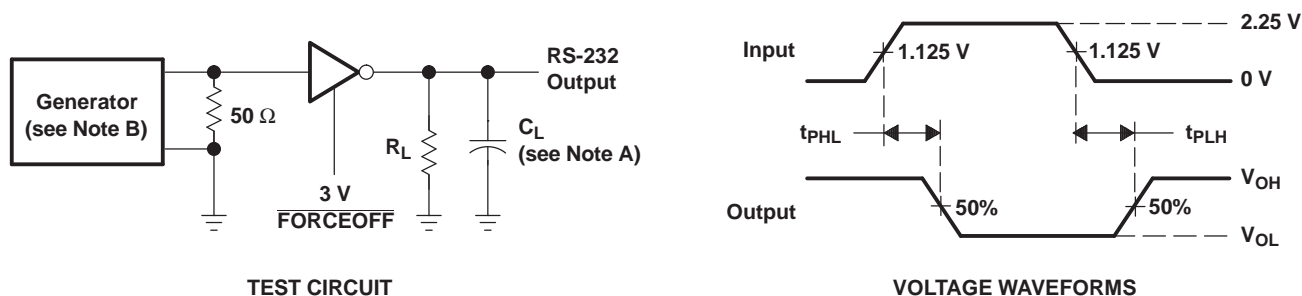 Generator
(see Note B)
50 Ω
3 V
FORCEOFF
RL
CL
(see Note A)
RS-232
Output
TEST CIRCUIT
Input
1.125 V
1.125 V
2.25 V
0 V
tPHL
tPLH
Output
50%
50%
VOH
VOL
VOLTAGE WAVEFORMS